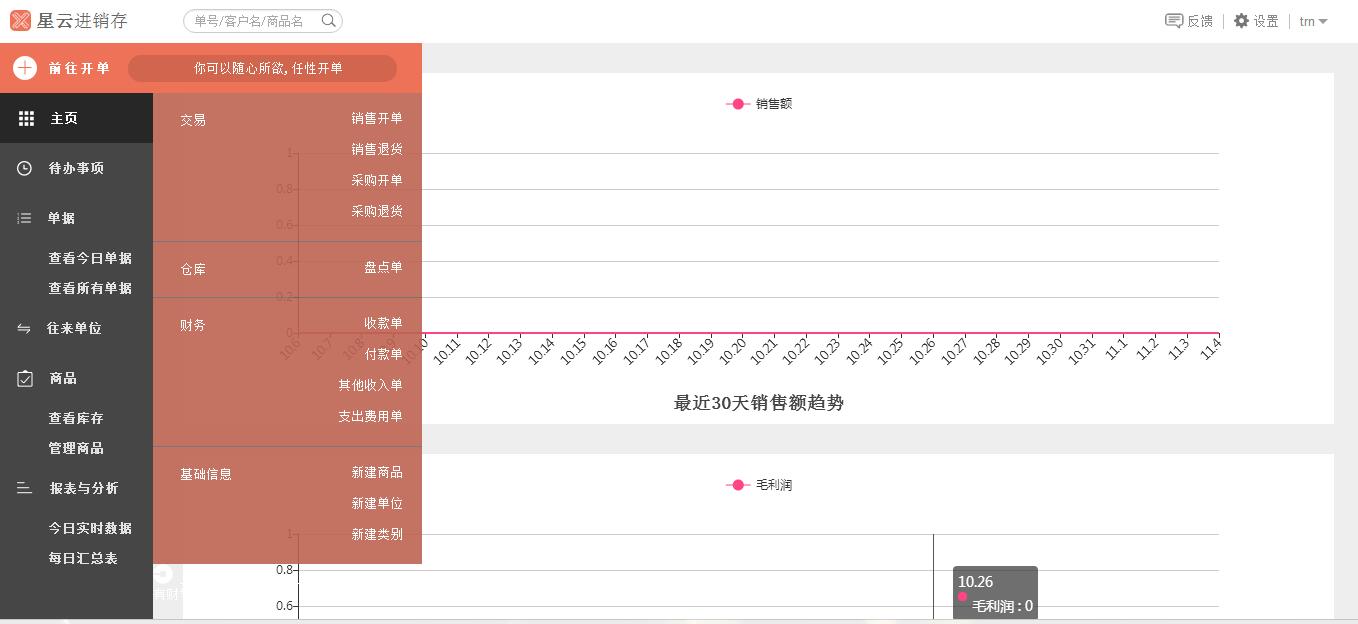 星云进销存
单号/客户名/商品名
反馈
设置
trn
前往开单
你可以随心所欲, 任性开单
主页
待办事项
单据
查看今日单据
查看所有单据
往来单位
商品
查看库存
管理商品
报表与分析
今日实时数据
每日汇总表
交易
销售开单
销售退货
采购开单
采购退货
仓库
盘点单
财务
收款单
付款单
其他收入单
支出费用单
基础信息
新建商品
新建单位
新建类别
销售额
1
0.8
0.6
0.4
0.2
0
10.6 10.7 10.8 10.9 10.10 10.11 10.12 10.13 10.14 10.15 10.16 10.17 10.18 10.19 10.20 10.21 10.22 10.23 10.24 10.25 10.26 10.27 10.28 10.29 10.30 10.31 11.1 11.2 11.3 11.4
最近30天销售额趋势
毛利润
1
0.8
0.6
10.26
毛利润 : 0